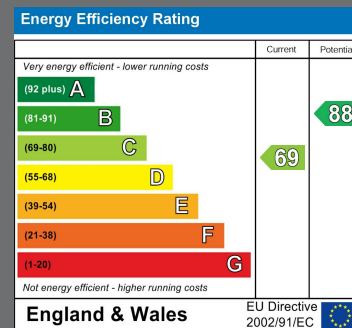 Energy Efficiency Rating
Current
Potentia
Very energy efficient - lower running costs
(92 plus) A
(81-91) B
88
(69-80) C
69
(55-68) D
(39-54) E
(21-38) F
(1-20) G
Not energy efficient - higher running costs
England & Wales
EU Directive
2002/91/EC